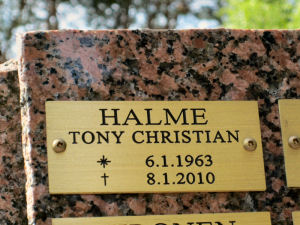 HALME
TONY CHRISTIAN
* 6.1.1963
† 8.1.2010